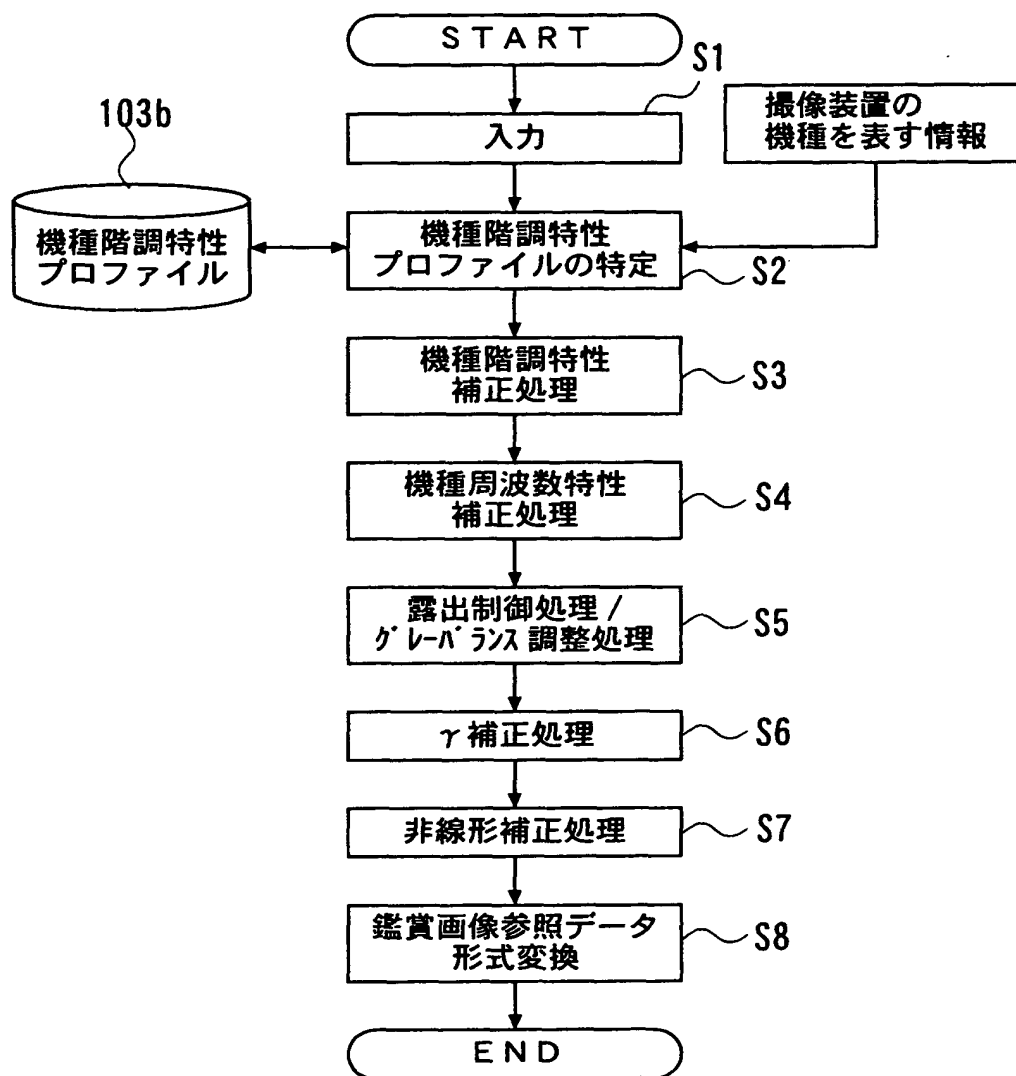 START
S1
入力
撮像装置の
機種を表す情報
103b
機種階調特性
プロファイル
機種階調特性
プロファイルの特定
S2
機種階調特性
補正処理
S3
機種周波数特性
補正処理
S4
露出制御処理/
グレーバランス調整処理
S5
γ補正処理
S6
非線形補正処理
S7
鑑賞画像参照データ
形式変換
S8
END